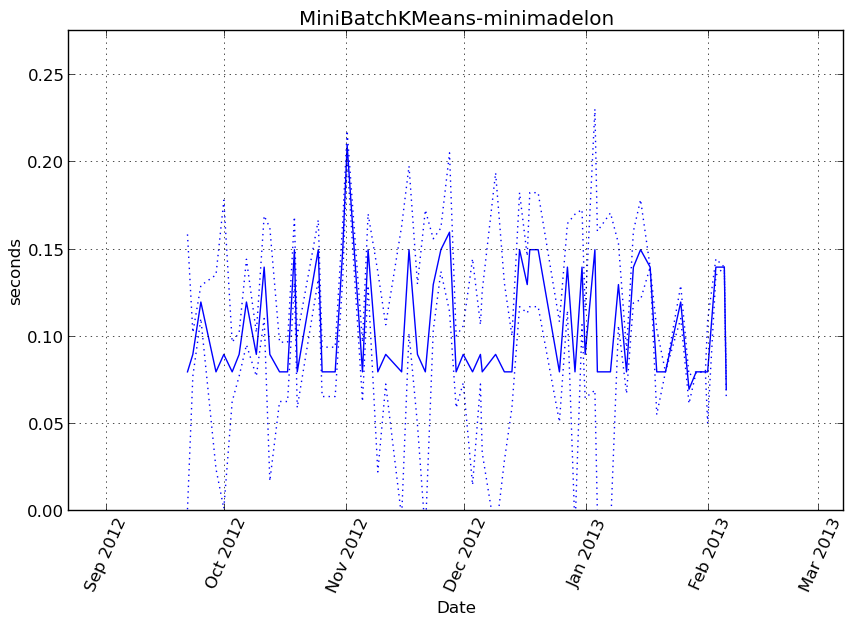 MiniBatchKMeans-minimadelon
0.25
0.20
0.15
0.10
0.05
0.00
seconds
Sep 2012
Oct 2012
Nov 2012
Dec 2012
Jan 2013
Feb 2013
Mar 2013
Date